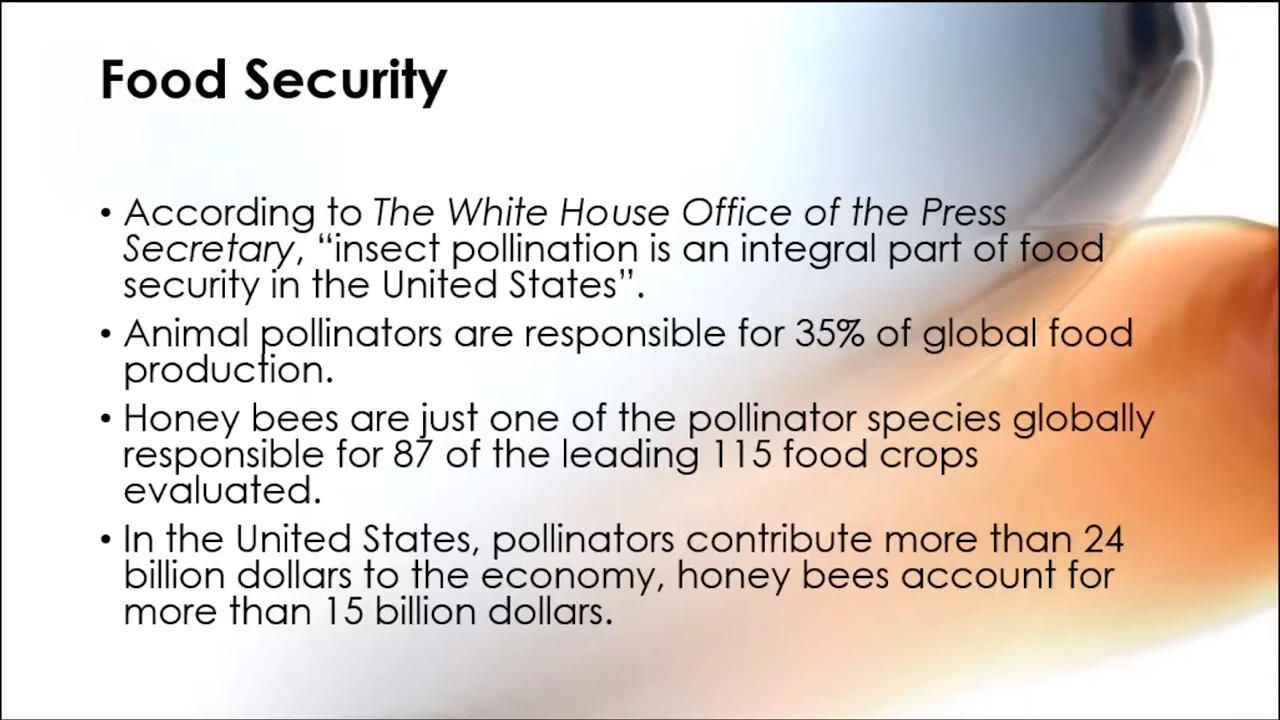 Food Security
• According to The White House Office of the Press
Secretary, “insect pollination is an integral part of food
security in the United States”.
• Animal pollinators are responsible for 35% of global food
production.
• Honey bees are just one of the pollinator species globally
responsible for 87 of the leading 115 food crops
evaluated.
• In the United States, pollinators contribute more than 24
billion dollars to the economy, honey bees account for
more than 15 billion dollars.